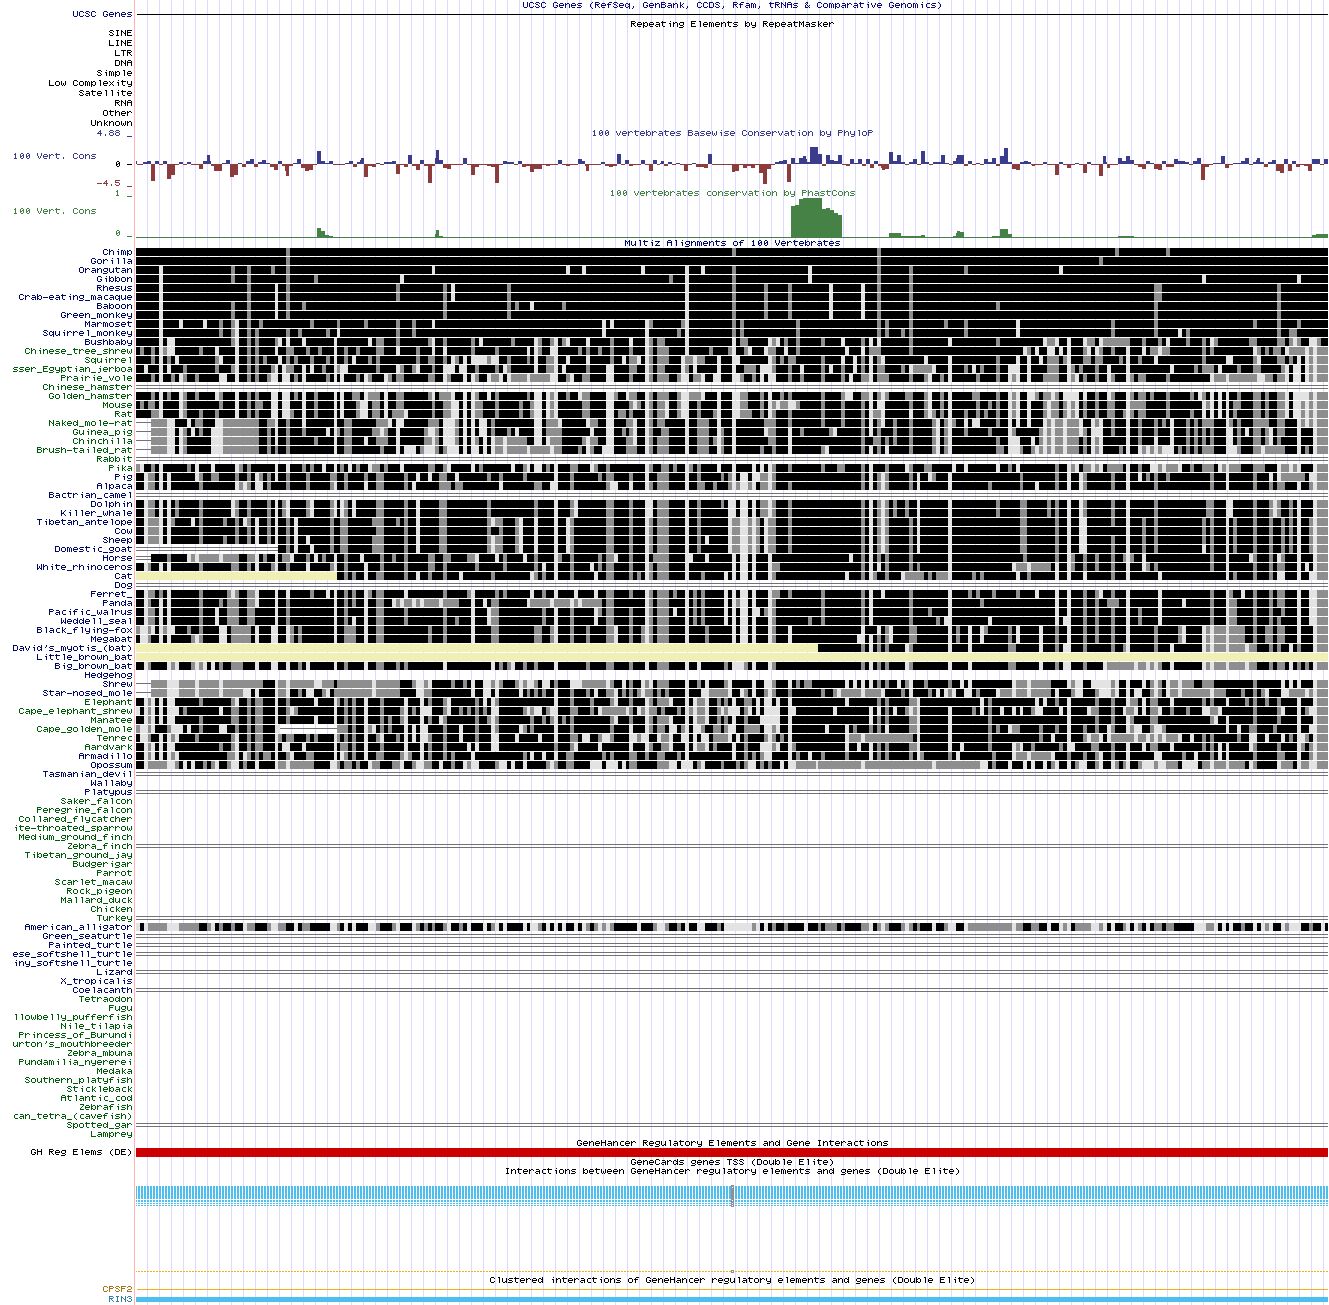 UCSC Genes (RefSeq, GenBank, CCDS, Rfam, tRNAs & Comparative Genomics)
UCSC Genes
Repeating Elements by RepeatMasker
SINE
LINE
LTR
DNA
Simple
Low Complexity
Satellite
RNA
Other
Unknown
4.88 _
100 vertebrates Basewise Conservation by PhyloP
100 Vert. Cons
0 _
-4.5 _
1 _
100 vertebrates conservation by PhastCons
100 Vert. Cons
0 _
Multiz Alignments of 100 Vertebrates
Chimp
Gorilla
Orangutan
Gibbon
Rhesus
Crab-eating_macaque
Baboon
Green_monkey
Marmoset
Squirrel_monkey
Bushbaby
Chinese_tree_shrew
Squirrel
sser_Egyptian_jerboa
Prairie_vole
Chinese_hamster
Golden_hamster
Mouse
Rat
Naked_mole-rat
Guinea_pig
Chinchilla
Brush-tailed_rat
Rabbit
Pika
Pig
Alpaca
Bactrian_camel
Dolphin
Killer_whale
Tibetan_antelope
Cow
Sheep
Domestic_goat
Horse
White_rhinoceros
Cat
Dog
Ferret_
Panda
Pacific_walrus
Weddell_seal
Black_flying-fox
Megabat
David's_myotis_(bat)
Little_brown_bat
Big_brown_bat
Hedgehog
Shrew
Star-nosed_mole
Elephant
Cape_elephant_shrew
Manatee
Cape_golden_mole
Tenrec
Aardvark
Armadillo
Opossum
Tasmanian_devil
Wallaby
Platypus
Saker_falcon
Peregrine_falcon
Collared_flycatcher
ite-throated_sparrow
Medium_ground_finch
Zebra_finch
Tibetan_ground_jay
Budgerigar
Parrot
Scarlet_macaw
Rock_pigeon
Mallard_duck
Chicken
Turkey
American_alligator
Green_seaturtle
Painted_turtle
ese_softshell_turtle
iny_softshell_turtle
Lizard
X_tropicalis
Coelacanth
Tetraodon
Fugu
llowbelly_pufferfish
Nile_tilapia
Princess_of_Burundi
urton's_mouthbreeder
Zebra_mbuna
Pundamilia_nyererei
Medaka
Southern_platyfish
Stickleback
Atlantic_cod
Zebrafish
can_tetra_(cavefish)
Spotted_gar
Lamprey
GeneHancer Regulatory Elements and Gene Interactions
GH Reg Elems (DE)
GeneCards genes TSS (Double Elite)
Interactions between GeneHancer regulatory elements and genes (Double Elite)
Clustered interactions of GeneHancer regulatory elements and genes (Double Elite)
CPSF2
RIN3